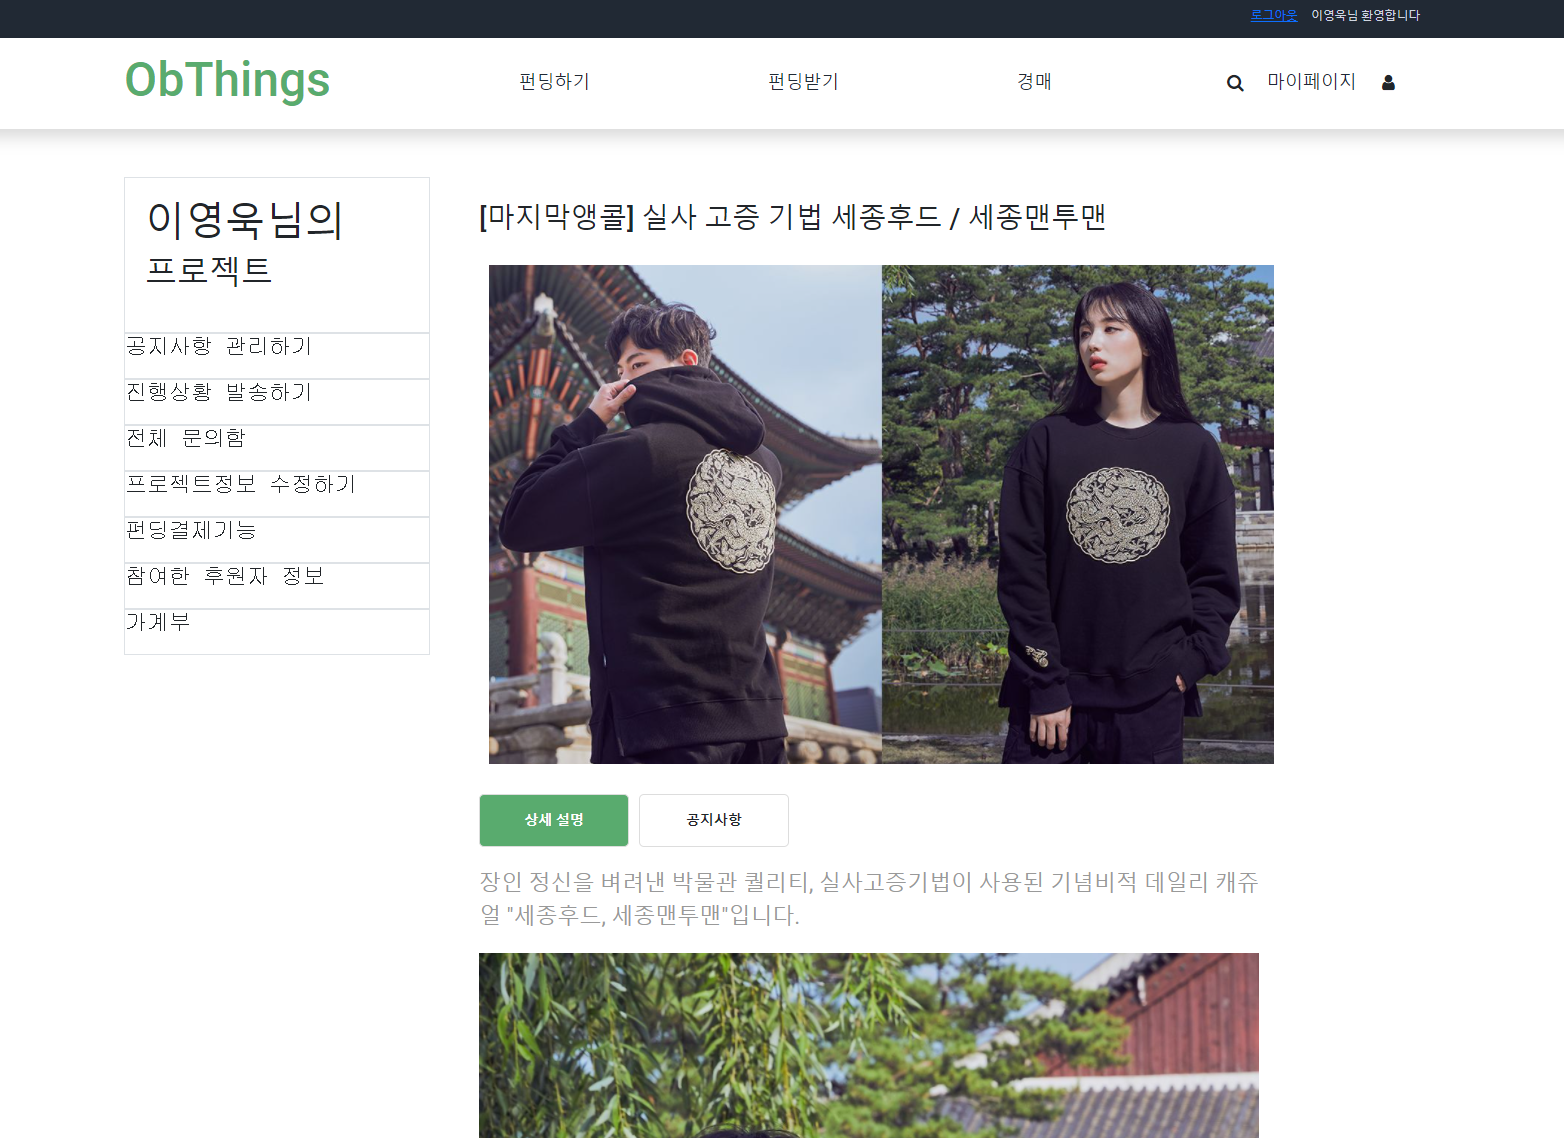 로그아웃 이영욱님 환영합니다
ObThings 펀딩하기 펀딩받기 경매 마이페이지
이영욱님의
프로젝트
공지사항 관리하기
진행상황 발송하기
전체 문의함
프로젝트정보 수정하기
펀딩결제기능
참여한 후원자 정보
가계부
[마지막앵콜] 실사 고증 기법 세종후드 / 세종맨투맨
상세 설명 공지사항
장인 정신을 벼려낸 박물관 퀄리티, 실사고증기법이 사용된 기념비적 데일리 캐쥬
얼 "세종후드, 세종맨투맨"입니다.